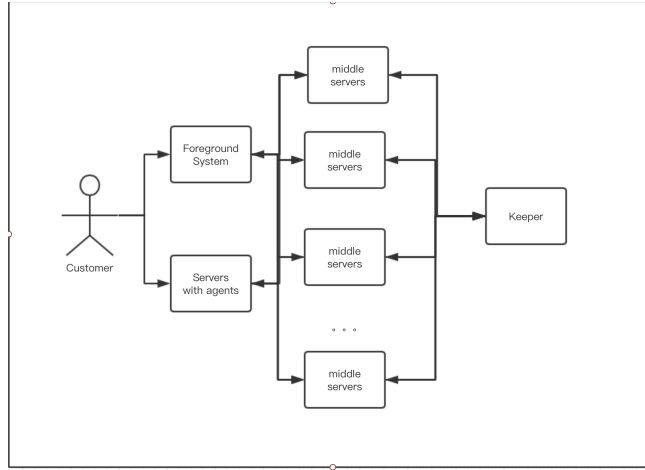 middle
servers
Foreground
System
middle
servers
Keeper
Customer
Servers
with agents
middle
servers
。。。
middle
servers